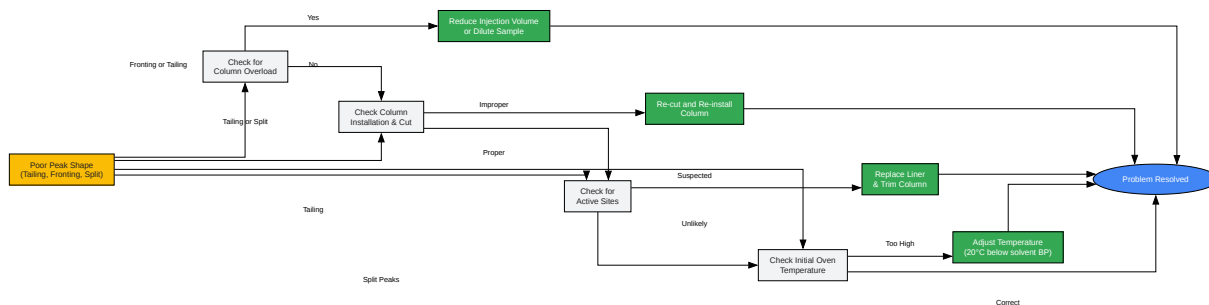 Yes
Reduce Injection Volume
or Dilute Sample
Fronting or Tailing
Check for
Column Overload
No
Check Column
Installation & Cut
Improper
Re-cut and Re-install
Column
Tailing or Split
Proper
Poor Peak Shape
(Tailing, Fronting, Split)
Suspected
Replace Liner
& Trim Column
Problem Resolved
Check for
Active Sites
Tailing
Unlikely
Too High
Adjust Temperature
(20°C below solvent BP)
Check Initial Oven
Temperature
Split Peaks
Correct